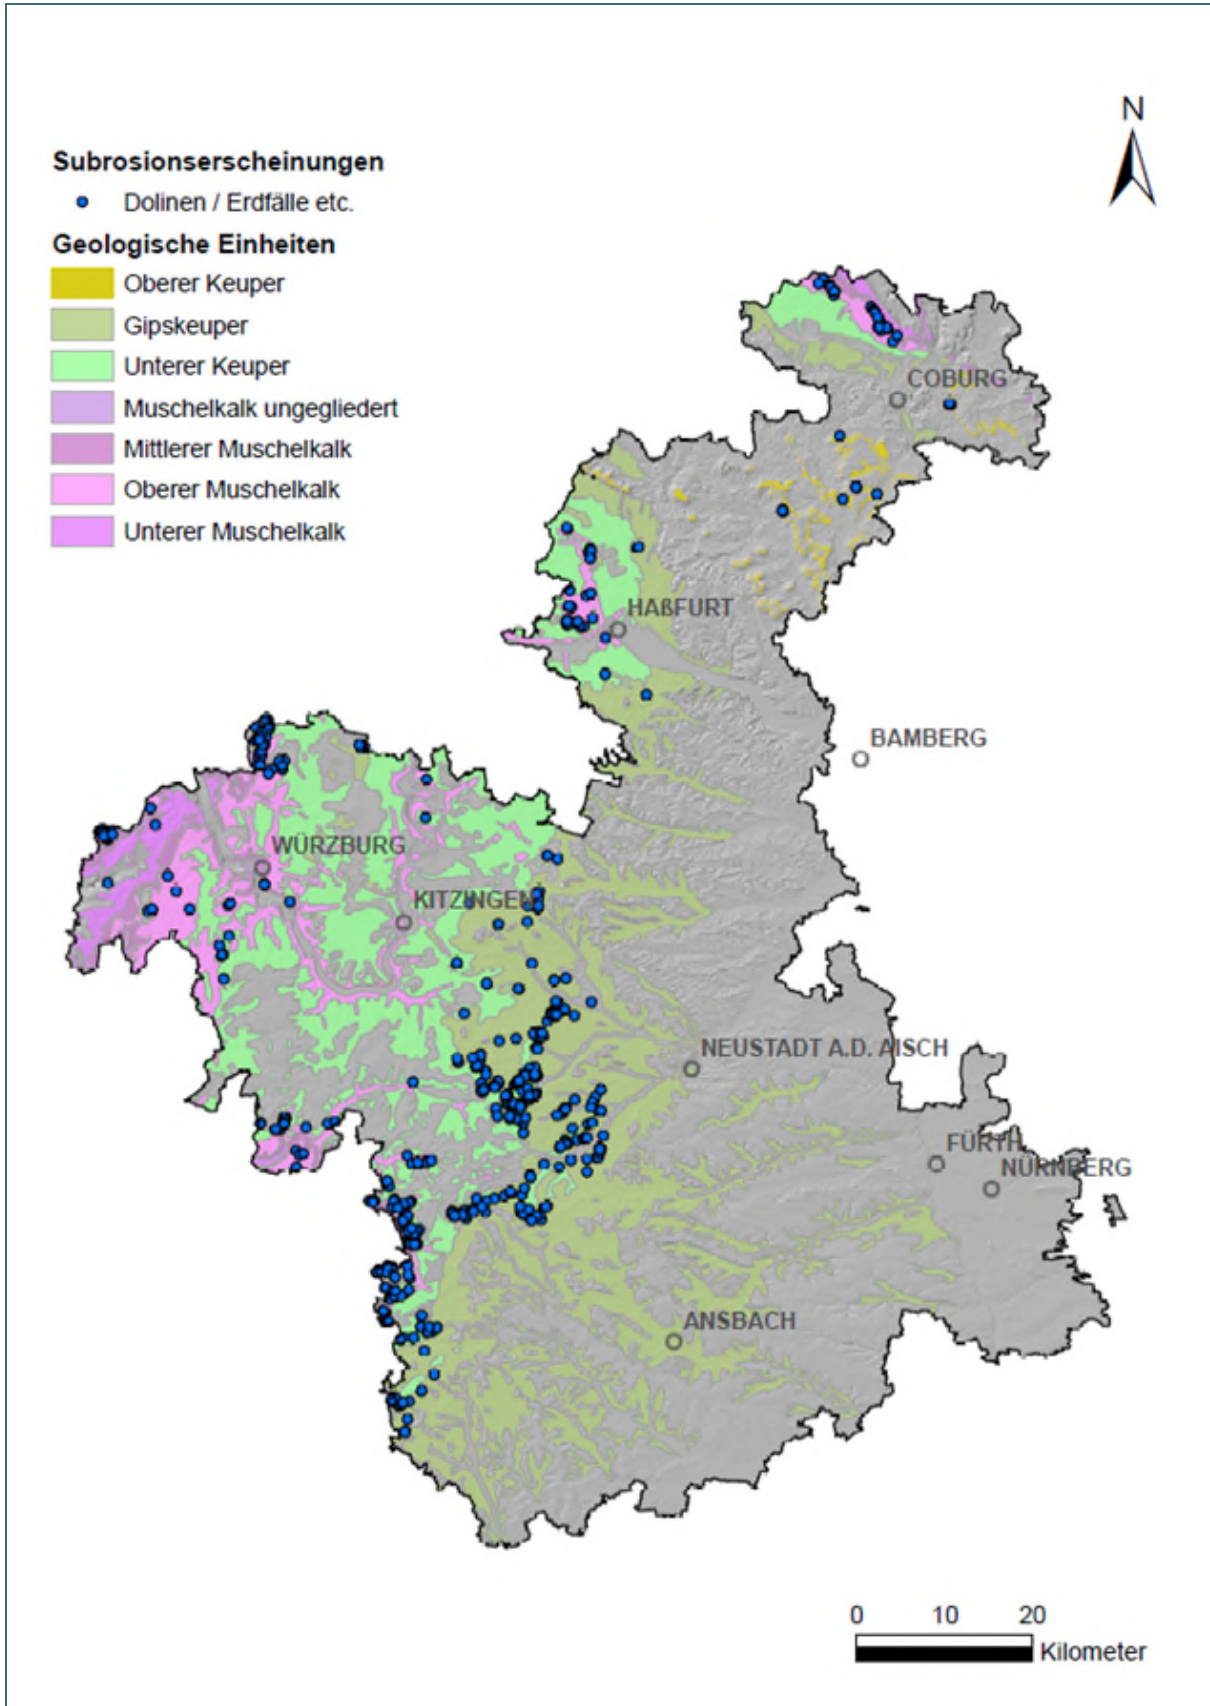 N
Subrosionserscheinungen
Dolinen / Erdfälle etc.
Geologische Einheiten
Oberer Keuper
Gipskeuper
Unterer Keuper
Muschelkalk ungegliedert
Mittlerer Muschelkalk
Oberer Muschelkalk
Unterer Muschelkalk
COBURG
HAßFURT
BAMBERG
WÜRZBURG
KITZINGEN
NEUSTADT A.D. AISCH
FÜRTH
NÜRNBERG
ANSBACH
0 10 20
Kilometer